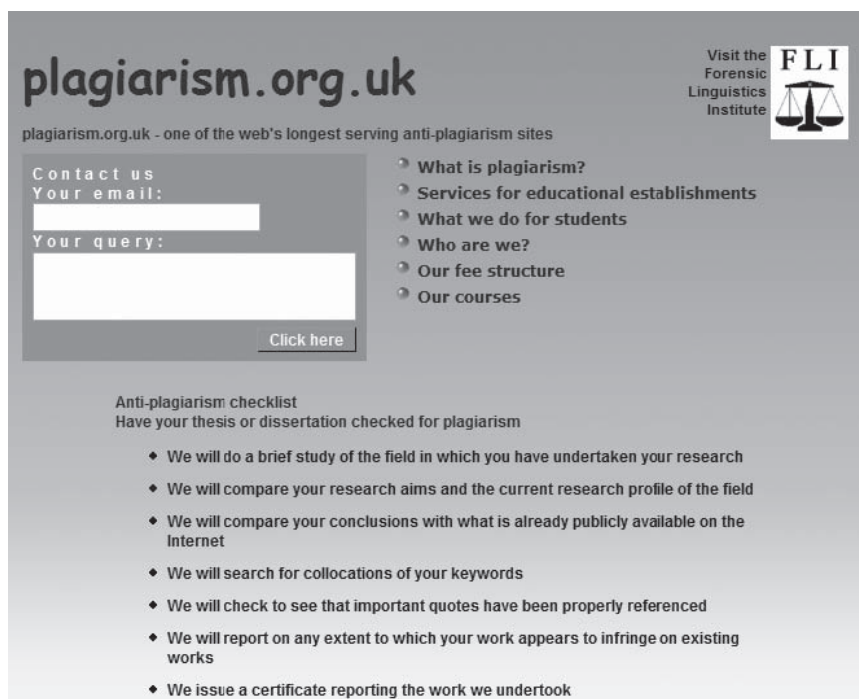 plagiarism.org.uk
Visit the
Forensic
Linguistics
Institute
FLI
plagiarism.org.uk - one of the web's longest serving anti-plagiarism sites
Contact us
Your email:
Your query:
Click here
What is plagiarism?
Services for educational establishments
What we do for students
Who are we?
Our fee structure
Our courses
Anti-plagiarism checklist
Have your thesis or dissertation checked for plagiarism
We will do a brief study of the field in which you have undertaken your research
We will compare your research aims and the current research profile of the field
We will compare your conclusions with what is already publicly available on the
Internet
We will search for collocations of your keywords
We will check to see that important quotes have been properly referenced
We will report on any extent to which your work appears to infringe on existing
works
We issue a certificate reporting the work we undertook